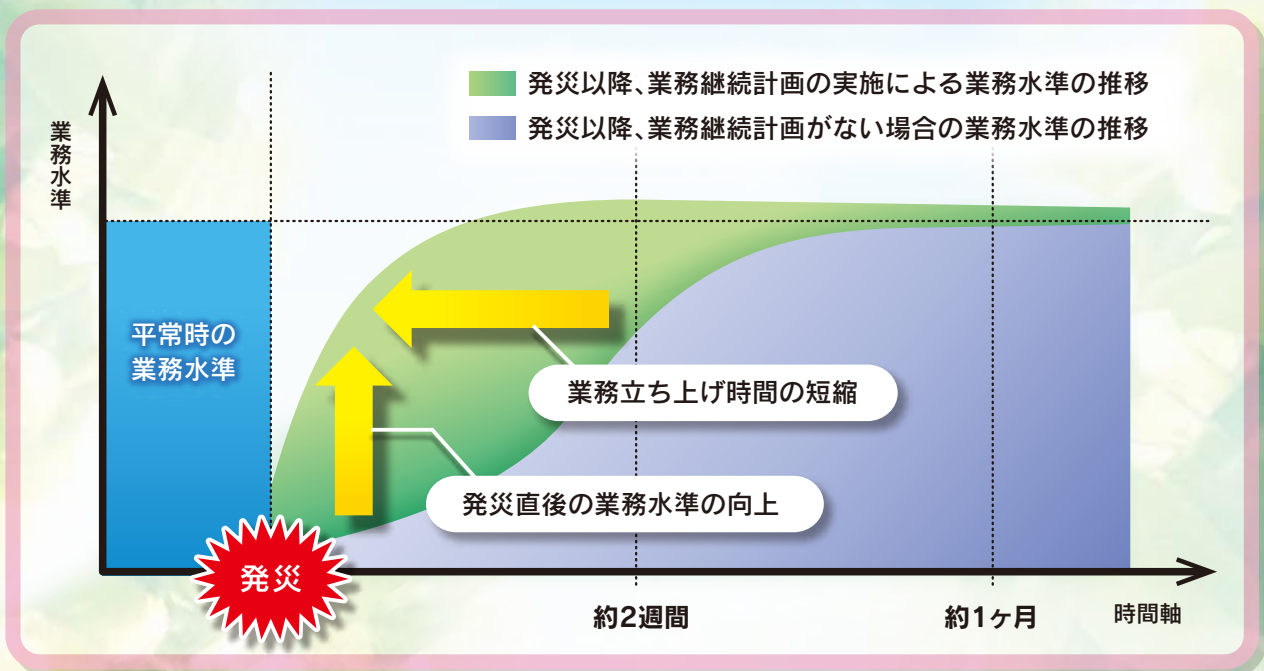 発災以降、業務継続計画の実施による業務水準の推移
発災以降、業務継続計画がない場合の業務水準の推移
業務水準
平常時の
業務水準
業務立ち上げ時間の短縮
発災直後の業務水準の向上
発災
約2週間
約1ヶ月
時間軸